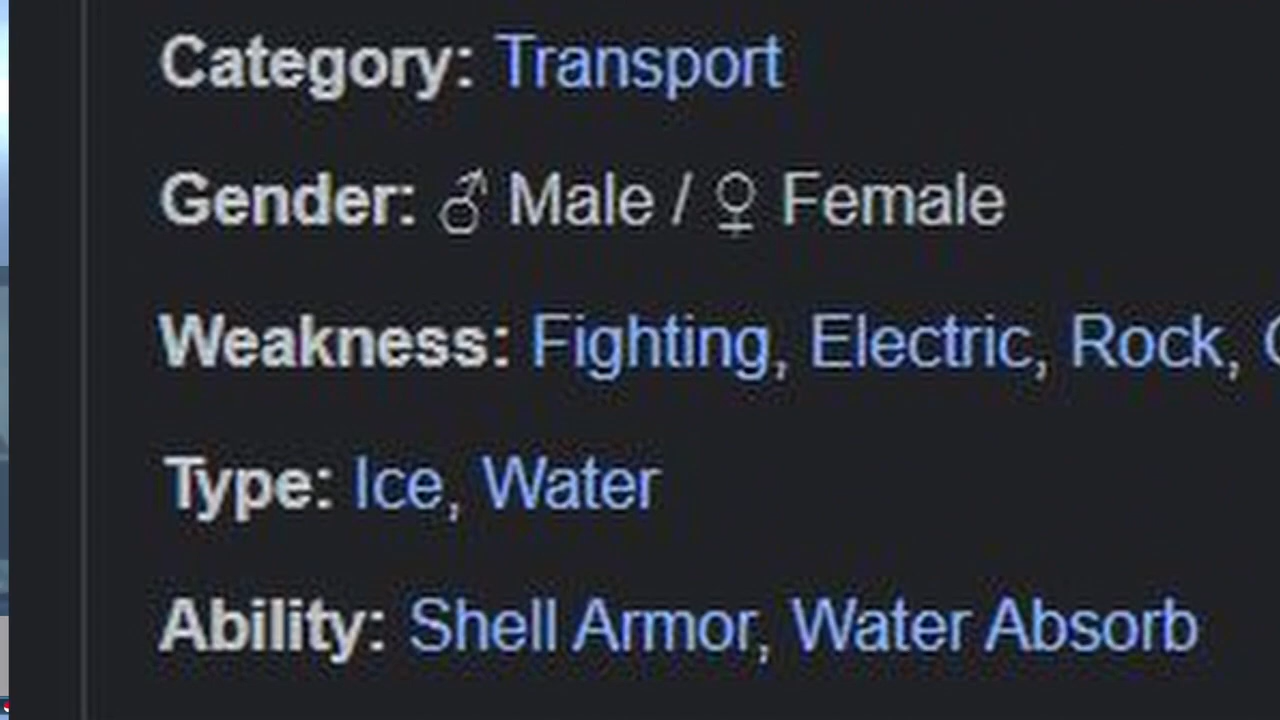 Category: Transport
Gender: ♂ Male / ♀ Female
Weakness: Fighting, Electric, Rock,
Type: Ice, Water
Ability: Shell Armor, Water Absorb